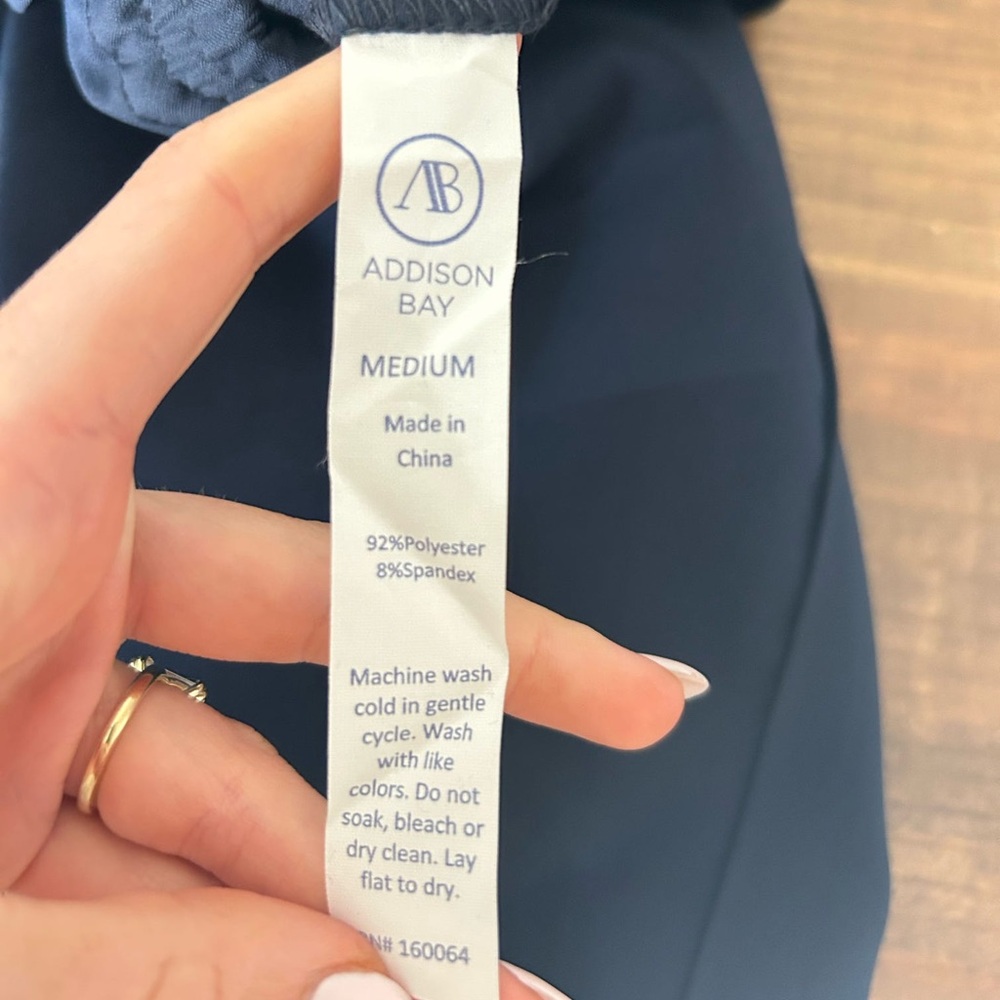 AB
ADDISON
BAY
MEDIUM
Made in
China
92%Polyester
8%Spandex
Machine wash
cold in gentle
cycle. Wash
with like
colors. Do not
soak, bleach or
dry clean. Lay
flat to dry.
160064